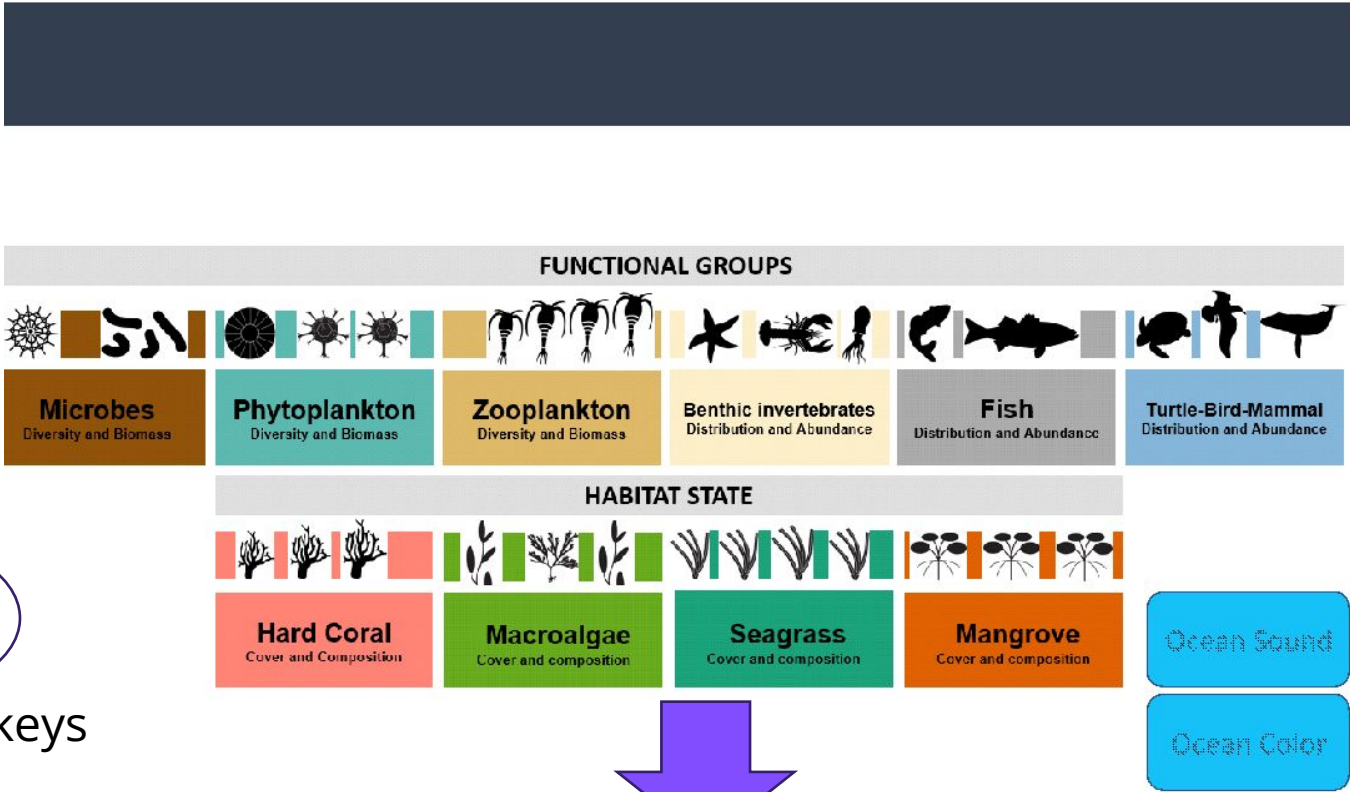 FUNCTIONAL GROUPS
Microbes
Diversity and Biomass
Phytoplankton
Diversity and Biomass
Zooplankton
Diversity and Biomass
Benthic invertebrates
Distribution and Abundance
Fish
Distribution and Abundance
Turtle-Bird-Mammal
Distribution and Abundance
HABITAT STATE
Hard Coral
Cover and Composition
Macroalgae
Cover and composition
Seagrass
Cover and composition
Mangrove
Cover and composition
Ocean Sound
Ocean Color
keys